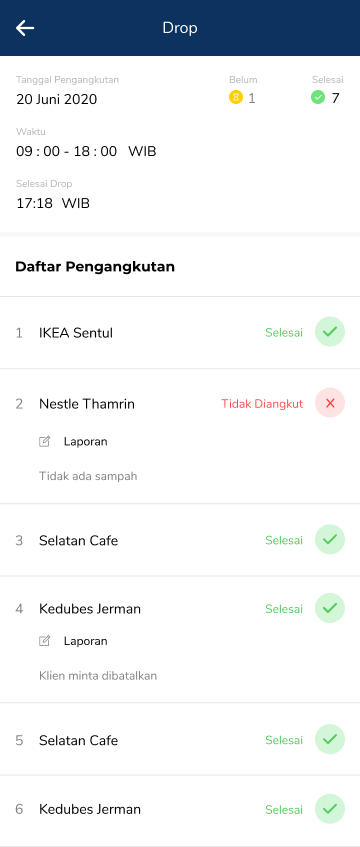 Drop
Tanggal Pengangkutan
Belum
Selesai
20 Juni 2020
1
7
Waktu
09 : 00 - 18 : 00 WIB
Selesai Drop
17:18 WIB
Daftar Pengangkutan
1 IKEA Sentul Selesai
2 Nestle Thamrin Tidak Diangkut
Laporan
Tidak ada sampah
3 Selatan Cafe Selesai
4 Kedubes Jerman Selesai
Laporan
Klien minta dibatalkan
5 Selatan Cafe Selesai
6 Kedubes Jerman Selesai